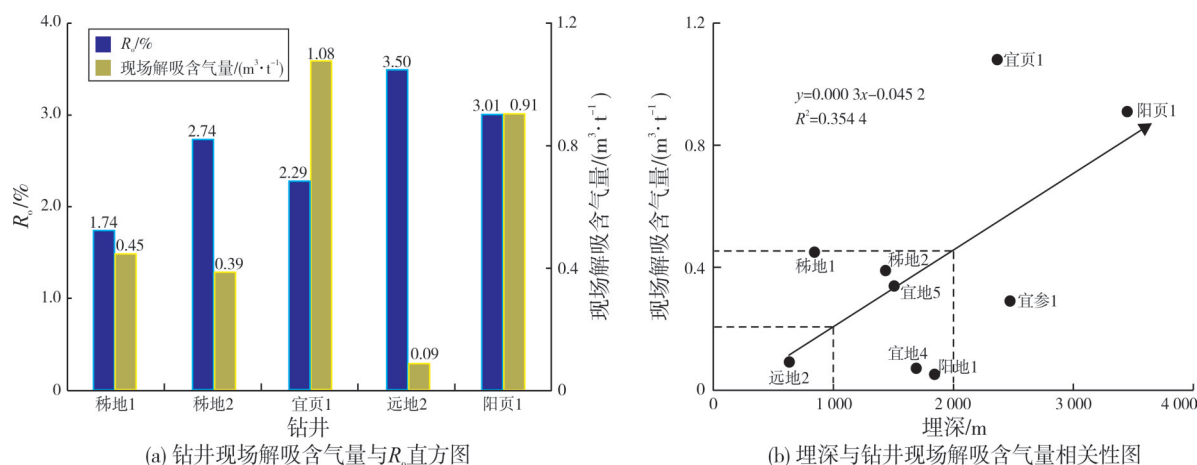 4.0
3.0
2.0
1.0
0
R₀/%
R₀/%
现场解吸含气量/(m³·t⁻¹)
1.74
0.45
2.74
0.39
2.29
1.08
3.50
0.09
3.01
0.91
1.2
0.8
0.4
0
现场解吸含气量/(m³·t⁻¹)
秭地1
秭地2
宜页1
远地2
阳页1
钻井
(a) 钻井现场解吸含气量与R₀直方图
1.2
0.8
0.4
0
现场解吸含气量/(m³·t⁻¹)
y=0.000 3x−0.045 2
R²=0.354 4
宜页1
阳页1
秭地1
秭地2
宜地5
宜参1
宜地4
阳地1
远地2
0
1 000
2 000
3 000
4 000
埋深/m
(b) 埋深与钻井现场解吸含气量相关性图